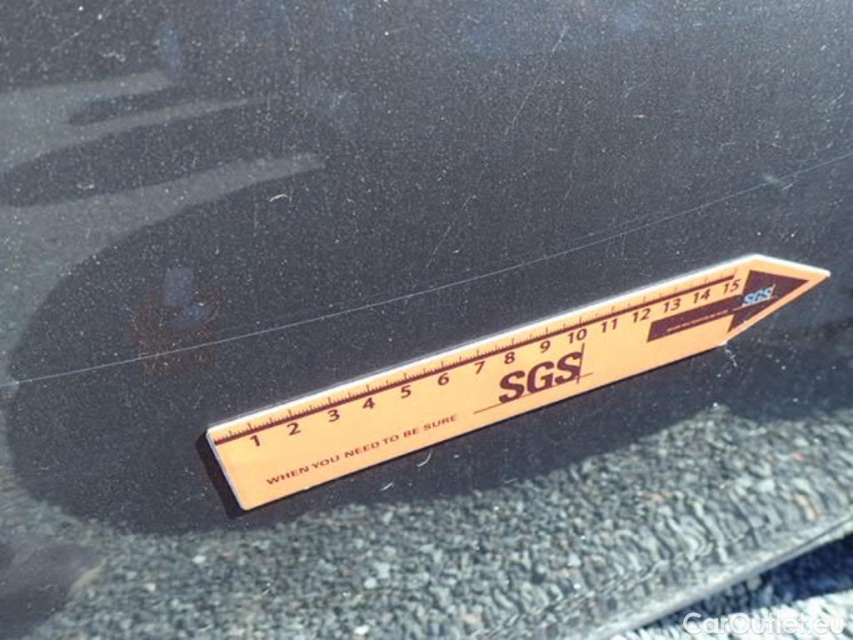 1 2 3 4 5 6 7 8 9 10 11 12 13 14 15
SGS
SGS
WHEN YOU NEED TO BE SURE
CarOutlet.eu